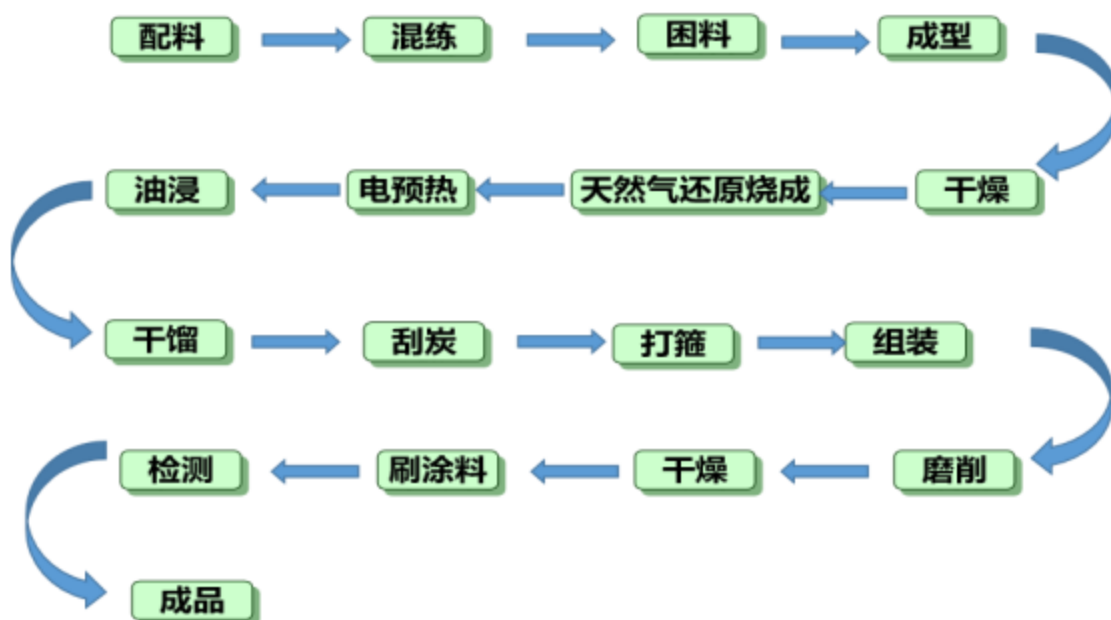 配料 混练 困料 成型
油浸 电预热 天然气还原烧成 干燥
干馏 刮炭 打箍 组装
检测 刷涂料 干燥 磨削
成品